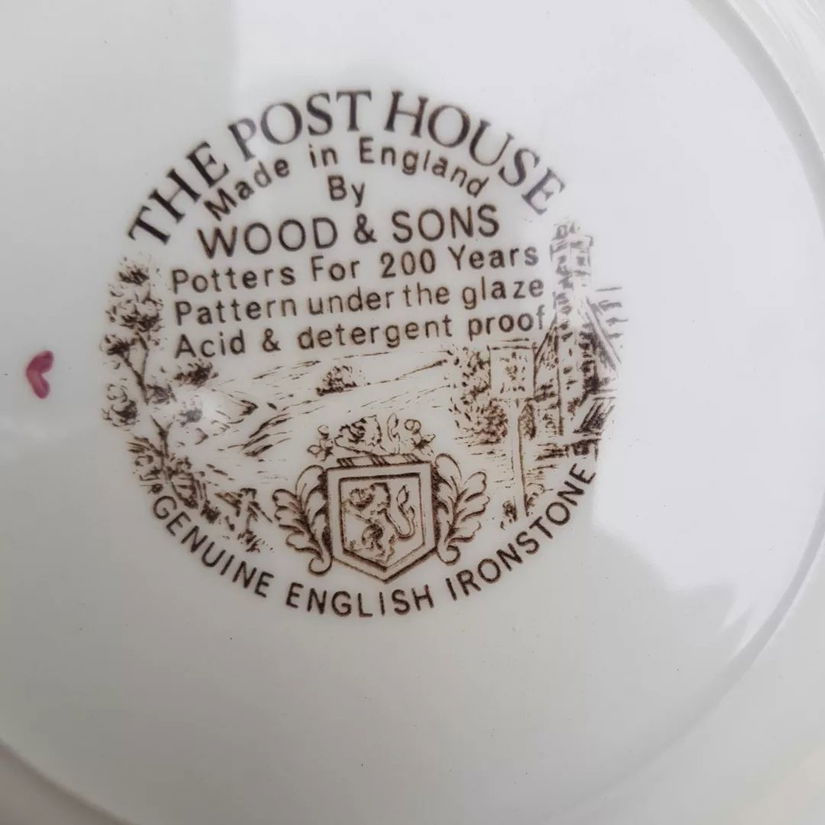 THE POST HOUSE
Made in England
By
WOOD & SONS
Potters For 200 Years
Pattern under the glaze
Acid & detergent proof
GENUINE ENGLISH IRONSTONE